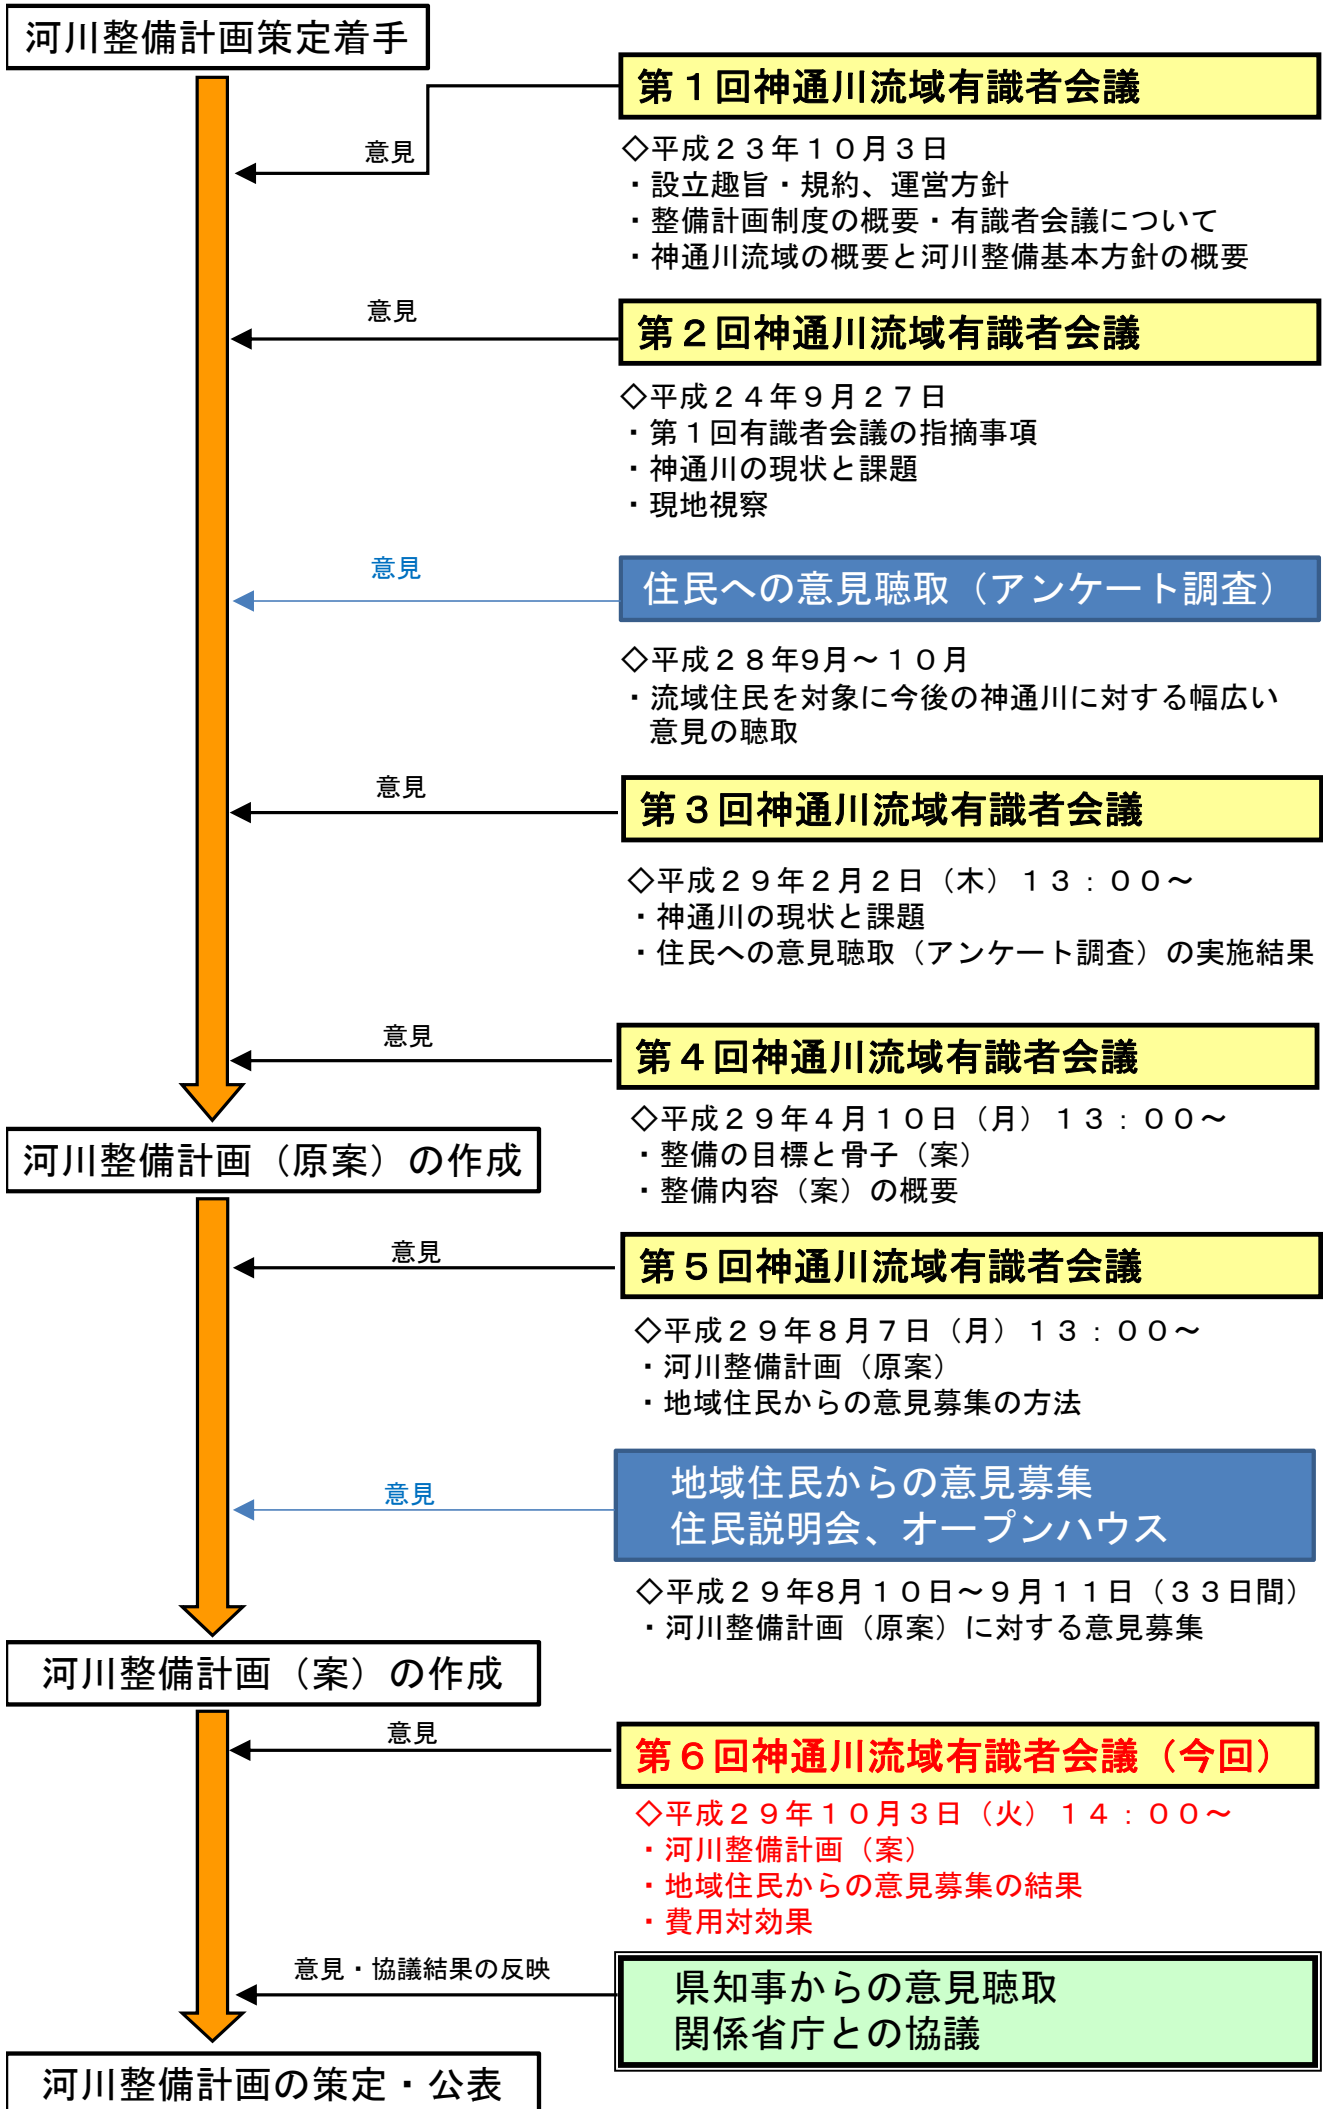 河川整備計画策定着手
第１回神通川流域有識者会議
意見
◇平成２３年１０月３日
・設立趣旨・規約、運営方針
・整備計画制度の概要・有識者会議について
・神通川流域の概要と河川整備基本方針の概要
意見
第２回神通川流域有識者会議
◇平成２４年９月２７日
・第１回有識者会議の指摘事項
・神通川の現状と課題
・現地視察
意見
住民への意見聴取（アンケート調査）
◇平成２８年9月～１０月
・流域住民を対象に今後の神通川に対する幅広い
意見の聴取
意見
第３回神通川流域有識者会議
◇平成２９年２月２日（木）１３：００～
・神通川の現状と課題
・住民への意見聴取（アンケート調査）の実施結果
意見
第４回神通川流域有識者会議
◇平成２９年４月１０日（月）１３：００～
・整備の目標と骨子（案）
・整備内容（案）の概要
河川整備計画（原案）の作成
意見
第５回神通川流域有識者会議
◇平成２９年８月７日（月）１３：００～
・河川整備計画（原案）
・地域住民からの意見募集の方法
意見
地域住民からの意見募集
住民説明会、オープンハウス
◇平成２９年8月１０日～９月１１日（３３日間）
・河川整備計画（原案）に対する意見募集
河川整備計画（案）の作成
意見
第６回神通川流域有識者会議（今回）
◇平成２９年１０月３日（火）１４：００～
・河川整備計画（案）
・地域住民からの意見募集の結果
・費用対効果
意見・協議結果の反映
県知事からの意見聴取
関係省庁との協議
河川整備計画の策定・公表